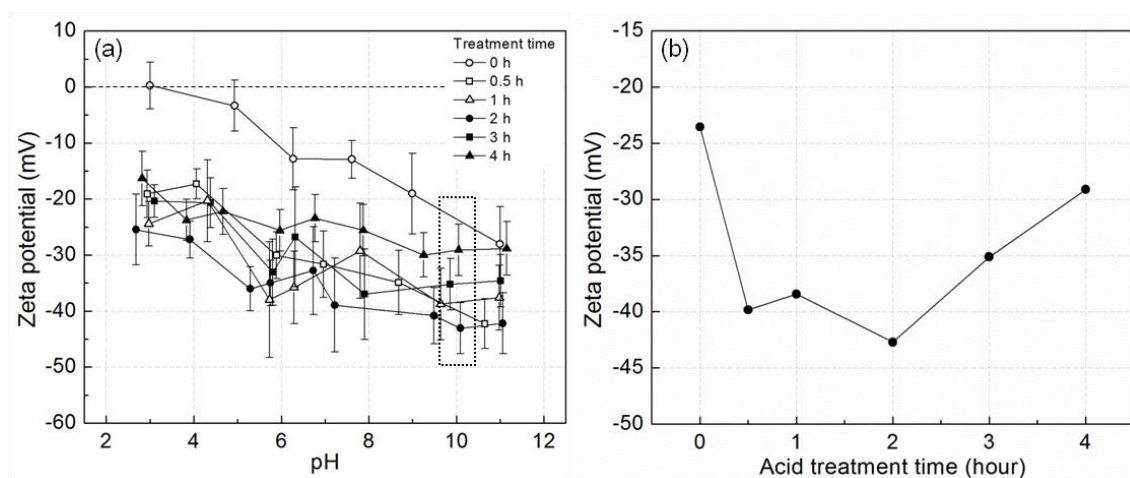 (a)
Treatment time
0 h
0.5 h
1 h
2 h
3 h
4 h
10
0
-10
-20
-30
-40
-50
-60
Zeta potential (mV)
2
4
6
8
10
12
pH
(b)
-15
-20
-25
-30
-35
-40
-45
-50
Zeta potential (mV)
0
1
2
3
4
Acid treatment time (hour)